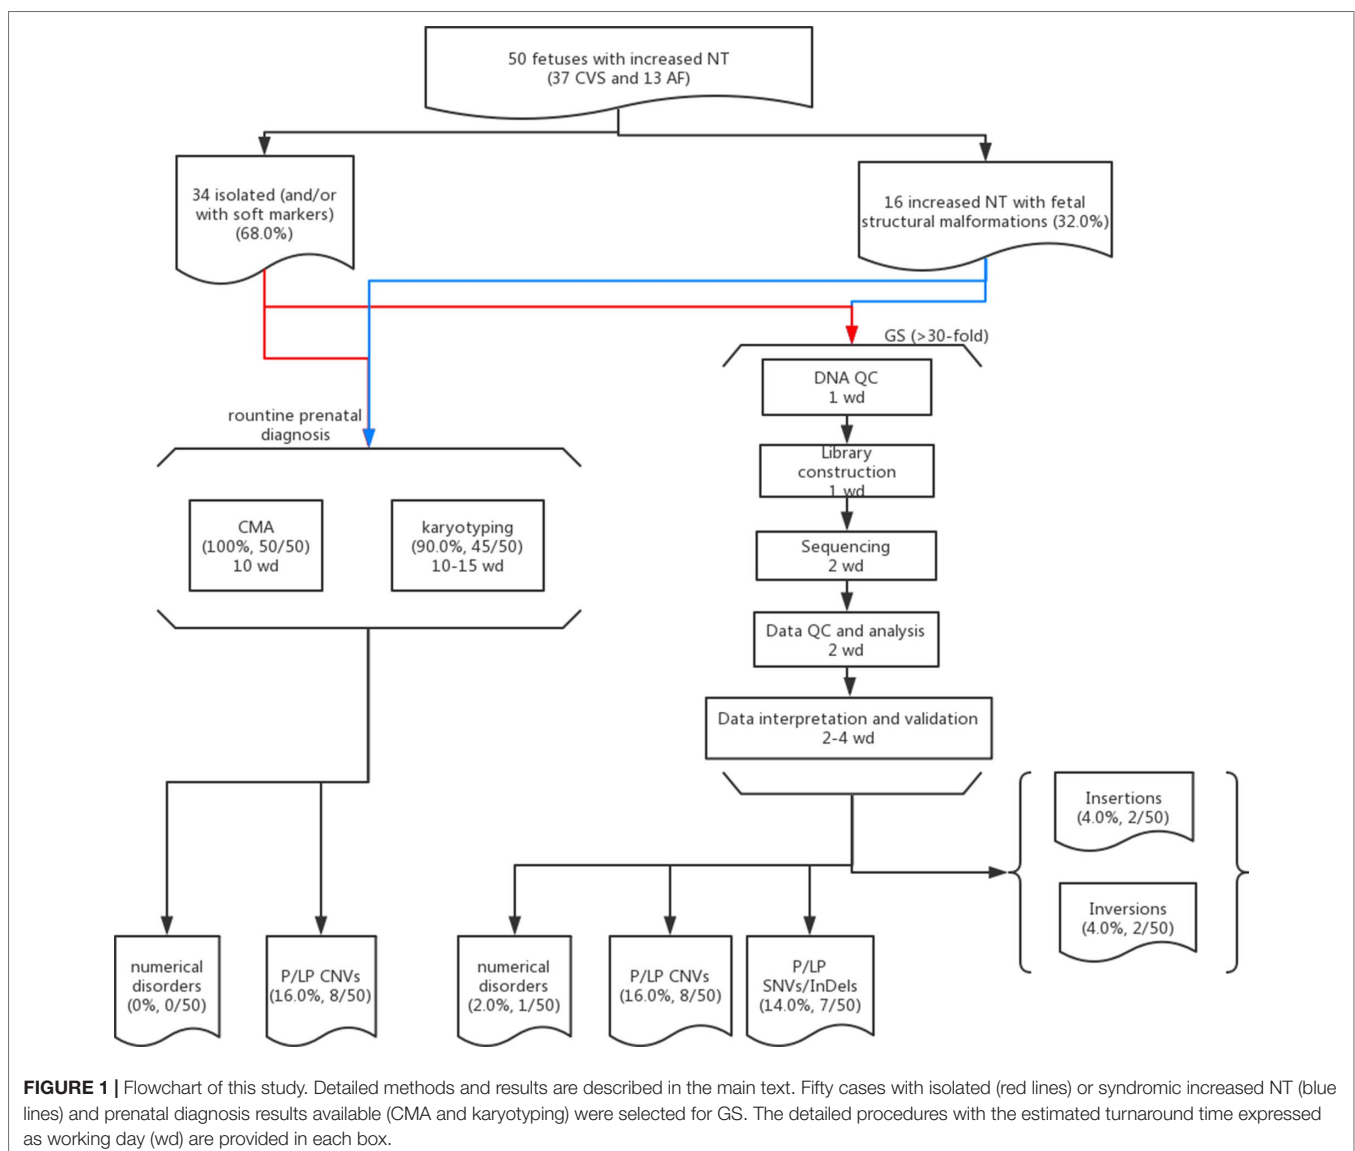 50 fetuses with increased NT
(37 CVS and 13 AF)
34 isolated (and/or
with soft markers)
(68.0%)
16 increased NT with fetal
structural malformations (32.0%)
GS (>30-fold)
DNA QC
1 wd
Library
construction
1 wd
Sequencing
2 wd
Data QC and analysis
2 wd
Data interpretation and validation
2-4 wd
rountine prenatal
diagnosis
CMA
(100%, 50/50)
10 wd
karyotyping
(90.0%, 45/50)
10-15 wd
Insertions
(4.0%, 2/50)
Inversions
(4.0%, 2/50)
numerical
disorders
(0%, 0/50)
P/LP CNVs
(16.0%, 8/50)
numerical
disorders
(2.0%, 1/50)
P/LP CNVs
(16.0%, 8/50)
P/LP
SNVs/InDels
(14.0%, 7/50)
FIGURE 1 | Flowchart of this study. Detailed methods and results are described in the main text. Fifty cases with isolated (red lines) or syndromic increased NT (blue
lines) and prenatal diagnosis results available (CMA and karyotyping) were selected for GS. The detailed procedures with the estimated turnaround time expressed
as working day (wd) are provided in each box.